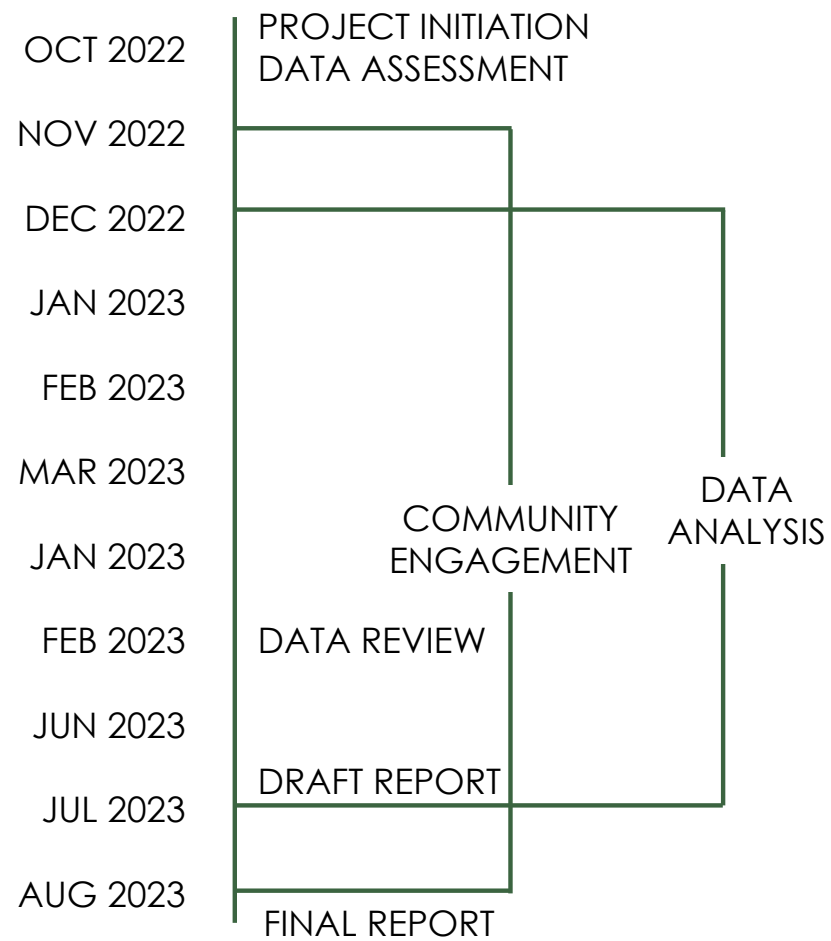 OCT 2022
PROJECT INITIATION
DATA ASSESSMENT
NOV 2022
DEC 2022
JAN 2023
FEB 2023
MAR 2023
DATA
ANALYSIS
COMMUNITY
ENGAGEMENT
JAN 2023
FEB 2023
DATA REVIEW
JUN 2023
DRAFT REPORT
JUL 2023
AUG 2023
FINAL REPORT